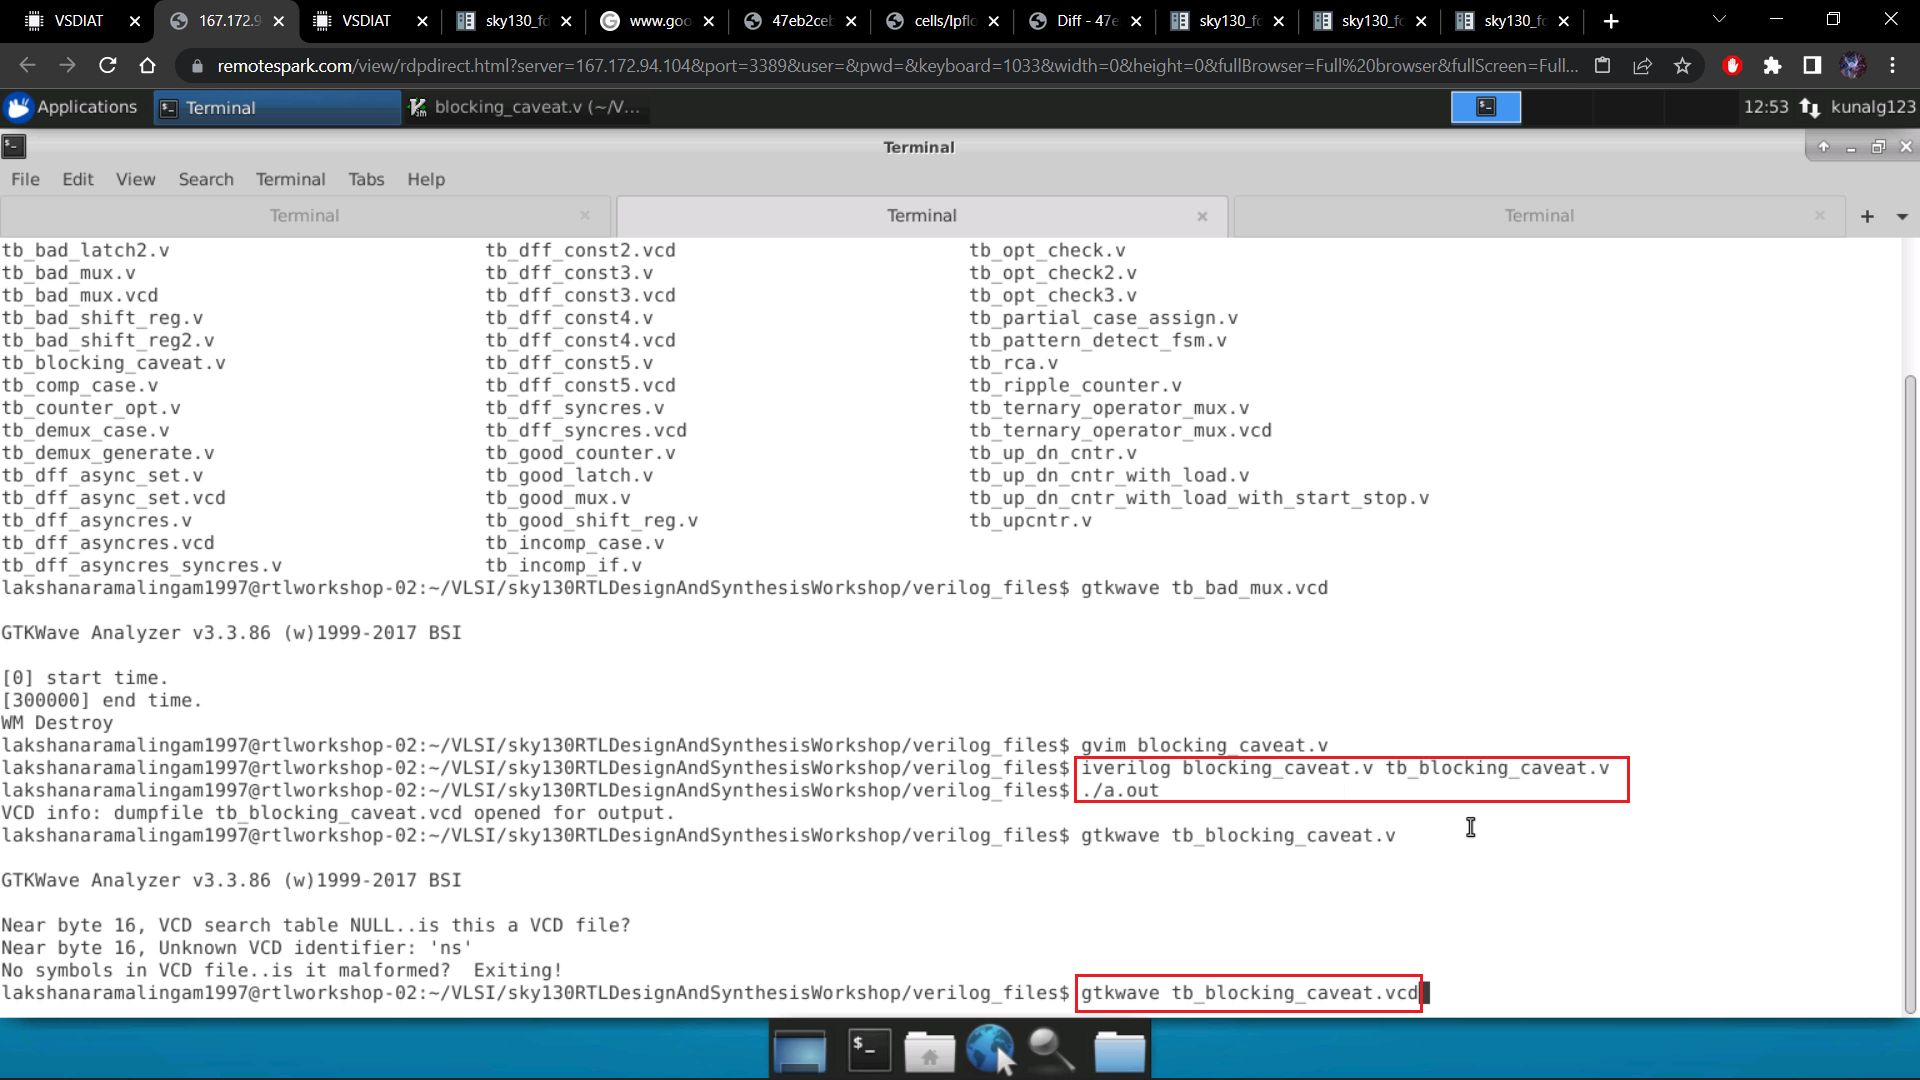 VSDIAT
167.172.9
VSDIAT
sky130_fd
www.goo
47eb2ceb
cells/lpflo
Diff - 47e
sky130_fc
sky130_fc
sky130_fc
remotespark.com/view/rdpdirect.html?server=167.172.94.104&port=3389&user=&pwd=&keyboard=1033&width=0&height=0&fullBrowser=Full%20browser&fullScreen=Full...
Applications
Terminal
blocking_caveat.v (~/V...
12:53
kunalg123
Terminal
File Edit View Search Terminal Tabs Help
Terminal Terminal Terminal
tb_bad_latch2.v tb_dff_const2.vcd tb_opt_check.v
tb_bad_mux.v tb_dff_const3.v tb_opt_check2.v
tb_bad_mux.vcd tb_dff_const3.vcd tb_opt_check3.v
tb_bad_shift_reg.v tb_dff_const4.v tb_partial_case_assign.v
tb_bad_shift_reg2.v tb_dff_const4.vcd tb_pattern_detect_fsm.v
tb_blocking_caveat.v tb_dff_const5.v tb_rca.v
tb_comp_case.v tb_dff_const5.vcd tb_ripple_counter.v
tb_counter_opt.v tb_dff_syncres.v tb_ternary_operator_mux.v
tb_demux_case.v tb_dff_syncres.vcd tb_ternary_operator_mux.vcd
tb_demux_generate.v tb_good_counter.v tb_up_dn_cntr.v
tb_dff_async_set.v tb_good_latch.v tb_up_dn_cntr_with_load.v
tb_dff_async_set.vcd tb_good_mux.v tb_up_dn_cntr_with_load_with_start_stop.v
tb_dff_asyncres.v tb_good_shift_reg.v tb_upcntr.v
tb_dff_asyncres.vcd tb_incomp_case.v
tb_dff_asyncres_syncres.v tb_incomp_if.v
lakshanaramalingam1997@rtlworkshop-02:~/VLSI/sky130RTLDesignAndSynthesisWorkshop/verilog_files$ gtkwave tb_bad_mux.vcd
GTKWave Analyzer v3.3.86 (w)1999-2017 BSI
[0] start time.
[300000] end time.
WM Destroy
lakshanaramalingam1997@rtlworkshop-02:~/VLSI/sky130RTLDesignAndSynthesisWorkshop/verilog_files$ gvim blocking_caveat.v
lakshanaramalingam1997@rtlworkshop-02:~/VLSI/sky130RTLDesignAndSynthesisWorkshop/verilog_files$ iverilog blocking_caveat.v tb_blocking_caveat.v
lakshanaramalingam1997@rtlworkshop-02:~/VLSI/sky130RTLDesignAndSynthesisWorkshop/verilog_files$ ./a.out
VCD info: dumpfile tb_blocking_caveat.vcd opened for output.
lakshanaramalingam1997@rtlworkshop-02:~/VLSI/sky130RTLDesignAndSynthesisWorkshop/verilog_files$ gtkwave tb_blocking_caveat.v
GTKWave Analyzer v3.3.86 (w)1999-2017 BSI
Near byte 16, VCD search table NULL..is this a VCD file?
Near byte 16, Unknown VCD identifier: 'ns'
No symbols in VCD file..is it malformed?  Exiting!
lakshanaramalingam1997@rtlworkshop-02:~/VLSI/sky130RTLDesignAndSynthesisWorkshop/verilog_files$ gtkwave tb_blocking_caveat.vcd